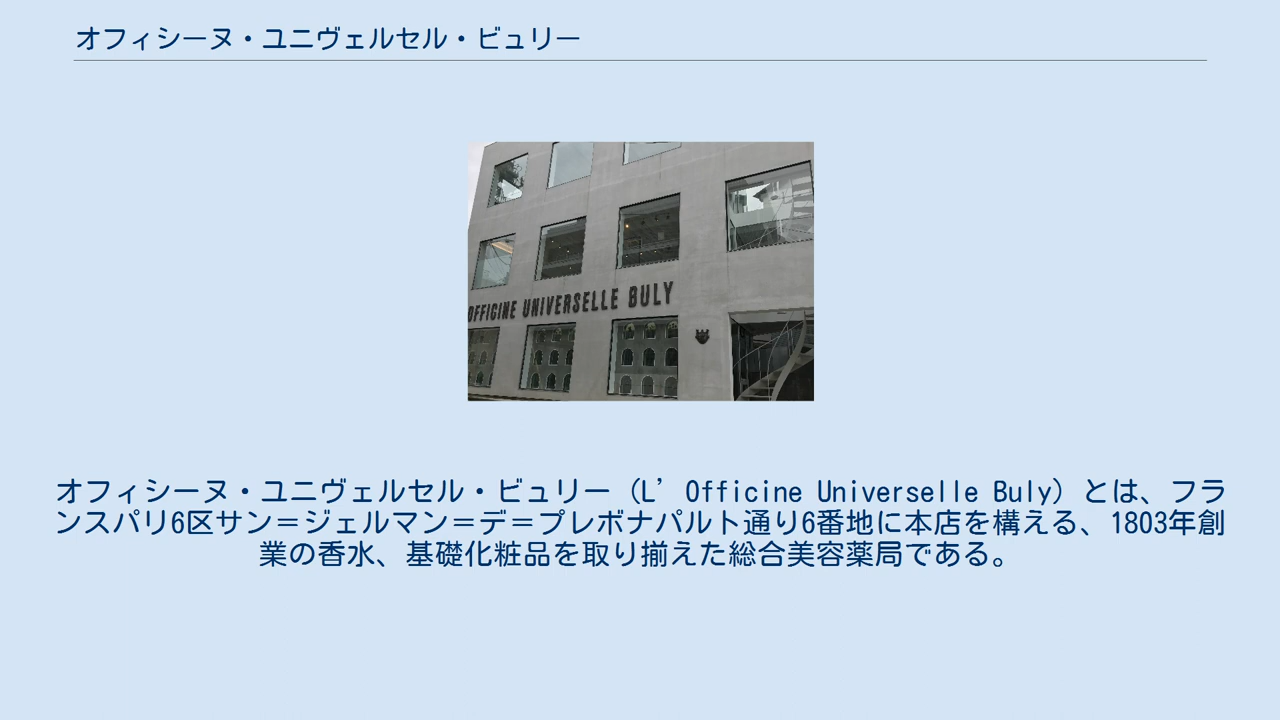 オフィシーヌ・ユニヴェルセル・ビュリー
OFFICINE UNIVERSELLE BULY
オフィシーヌ・ユニヴェルセル・ビュリー（L’Officine Universelle Buly）とは、フラ
ンスパリ6区サン＝ジェルマン＝デ＝プレボナパルト通り6番地に本店を構える、1803年創
業の香水、基礎化粧品を取り揃えた総合美容薬局である。